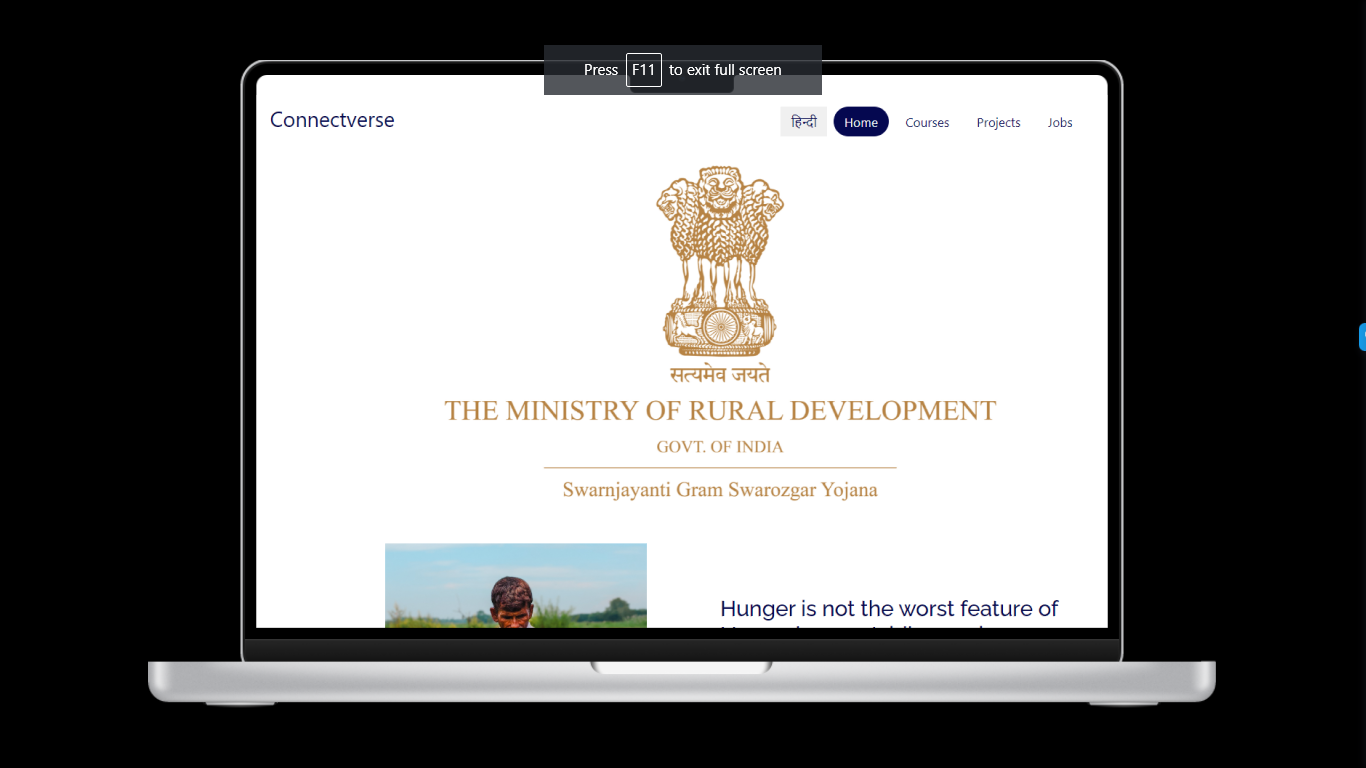 Press F11 to exit full screen
Connectverse
हिन्दी Home Courses Projects Jobs
सत्यमेव जयते
THE MINISTRY OF RURAL DEVELOPMENT
GOVT. OF INDIA
Swarnjayanti Gram Swarozgar Yojana
Hunger is not the worst feature of